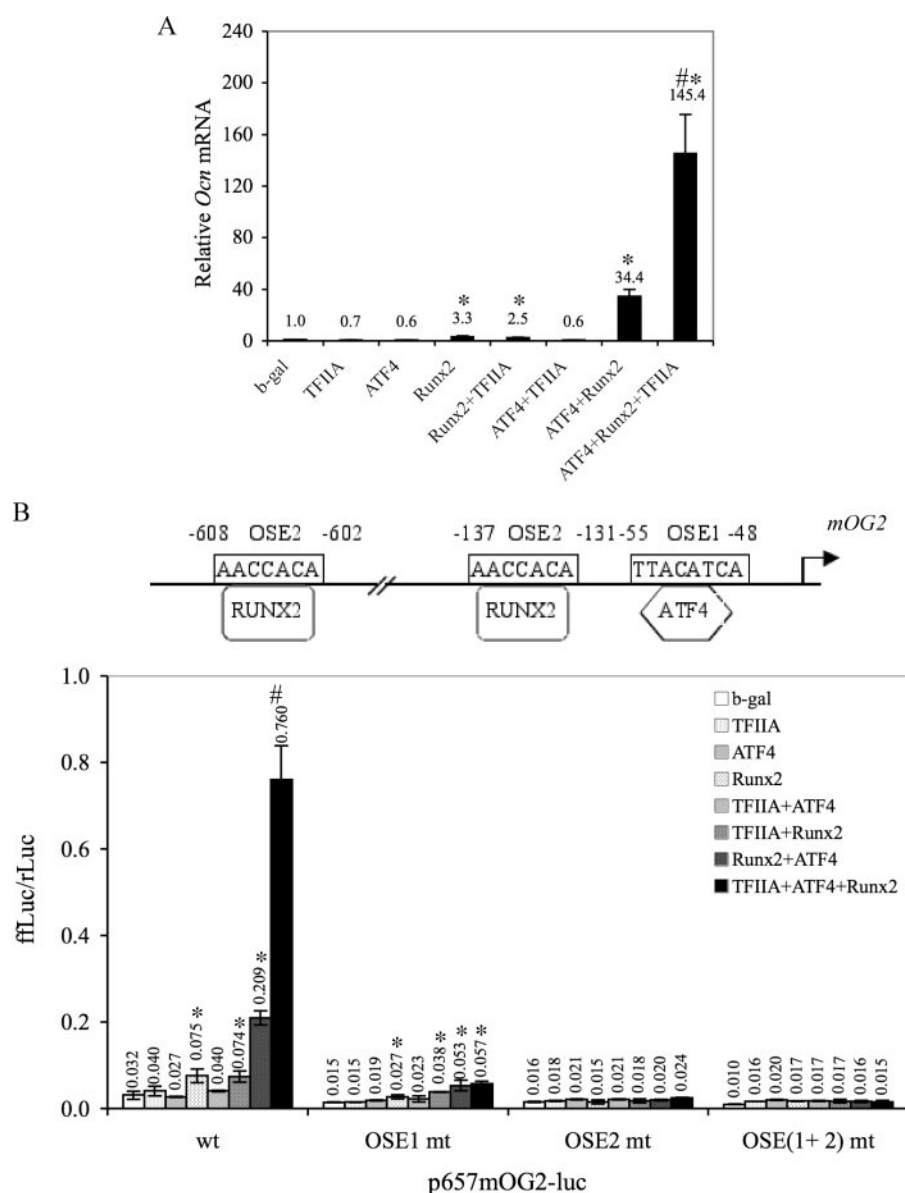 A
Relative Ocn mRNA
240
200
160
120
80
40
0
1.0
0.7
0.6
*
3.3
*
2.5
0.6
*
34.4
#*
145.4
b-gal
TFIIA
ATF4
Runx2
Runx2+TFIIA
ATF4+TFIIA
ATF4+Runx2
ATF4+Runx2+TFIIA
B
-608 OSE2 -602
-137 OSE2 -131
-55 OSE1 -48
mOG2
AACCACA
AACCACA
TTACATCA
RUNX2
RUNX2
ATF4
ffLuc/rLuc
1.0
0.8
0.6
0.4
0.2
0.0
0.032
0.040
0.027
0.075 *
0.040
0.074 *
0.209 *
#
0.760
0.015
0.015
0.019
0.027 *
0.023
0.038 *
0.053 *
0.057 *
0.016
0.018
0.021
0.015
0.021
0.018
0.020
0.024
0.010
0.016
0.020
0.017
0.017
0.017
0.016
0.015
b-gal
TFIIA
ATF4
Runx2
TFIIA+ATF4
TFIIA+Runx2
Runx2+ATF4
TFIIA+ATF4+Runx2
wt
OSE1 mt
OSE2 mt
OSE(1+ 2) mt
p657mOG2-luc